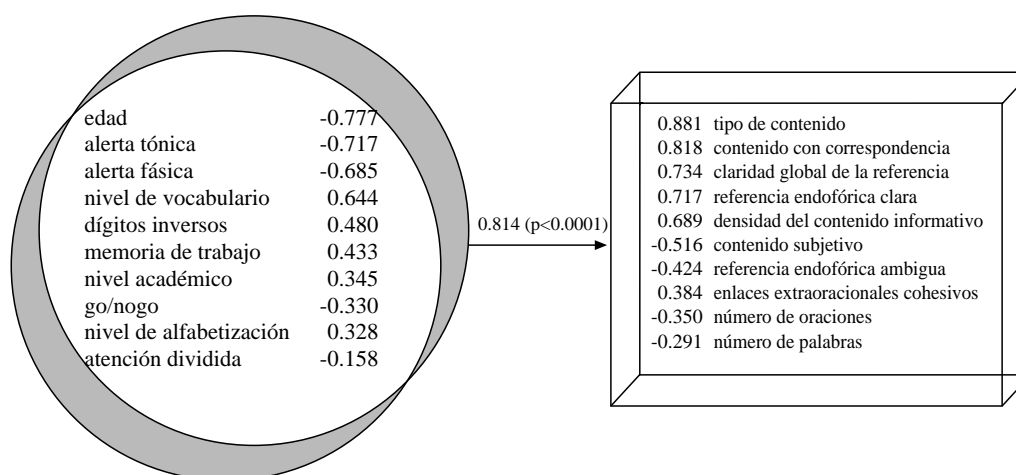 edad -0.777
alerta tónica -0.717
alerta fásica -0.685
nivel de vocabulario 0.644
dígitos inversos 0.480
memoria de trabajo 0.433
nivel académico 0.345
go/nogo -0.330
nivel de alfabetización 0.328
atención dividida -0.158
0.814 (p<0.0001)
0.881 tipo de contenido
0.818 contenido con correspondencia
0.734 claridad global de la referencia
0.717 referencia endofórica clara
0.689 densidad del contenido informativo
-0.516 contenido subjetivo
-0.424 referencia endofórica ambigua
0.384 enlaces extraoracionales cohesivos
-0.350 número de oraciones
-0.291 número de palabras